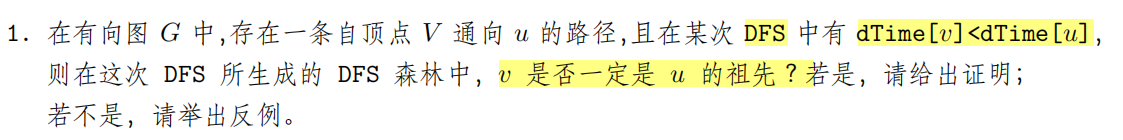 1. 在有向图 G 中,存在一条自顶点 V 通向 u 的路径,且在某次 DFS 中有 dTime[v]<dTime[u],
则在这次 DFS 所生成的 DFS 森林中, v 是否一定是 u 的祖先？若是, 请给出证明;
若不是, 请举出反例。